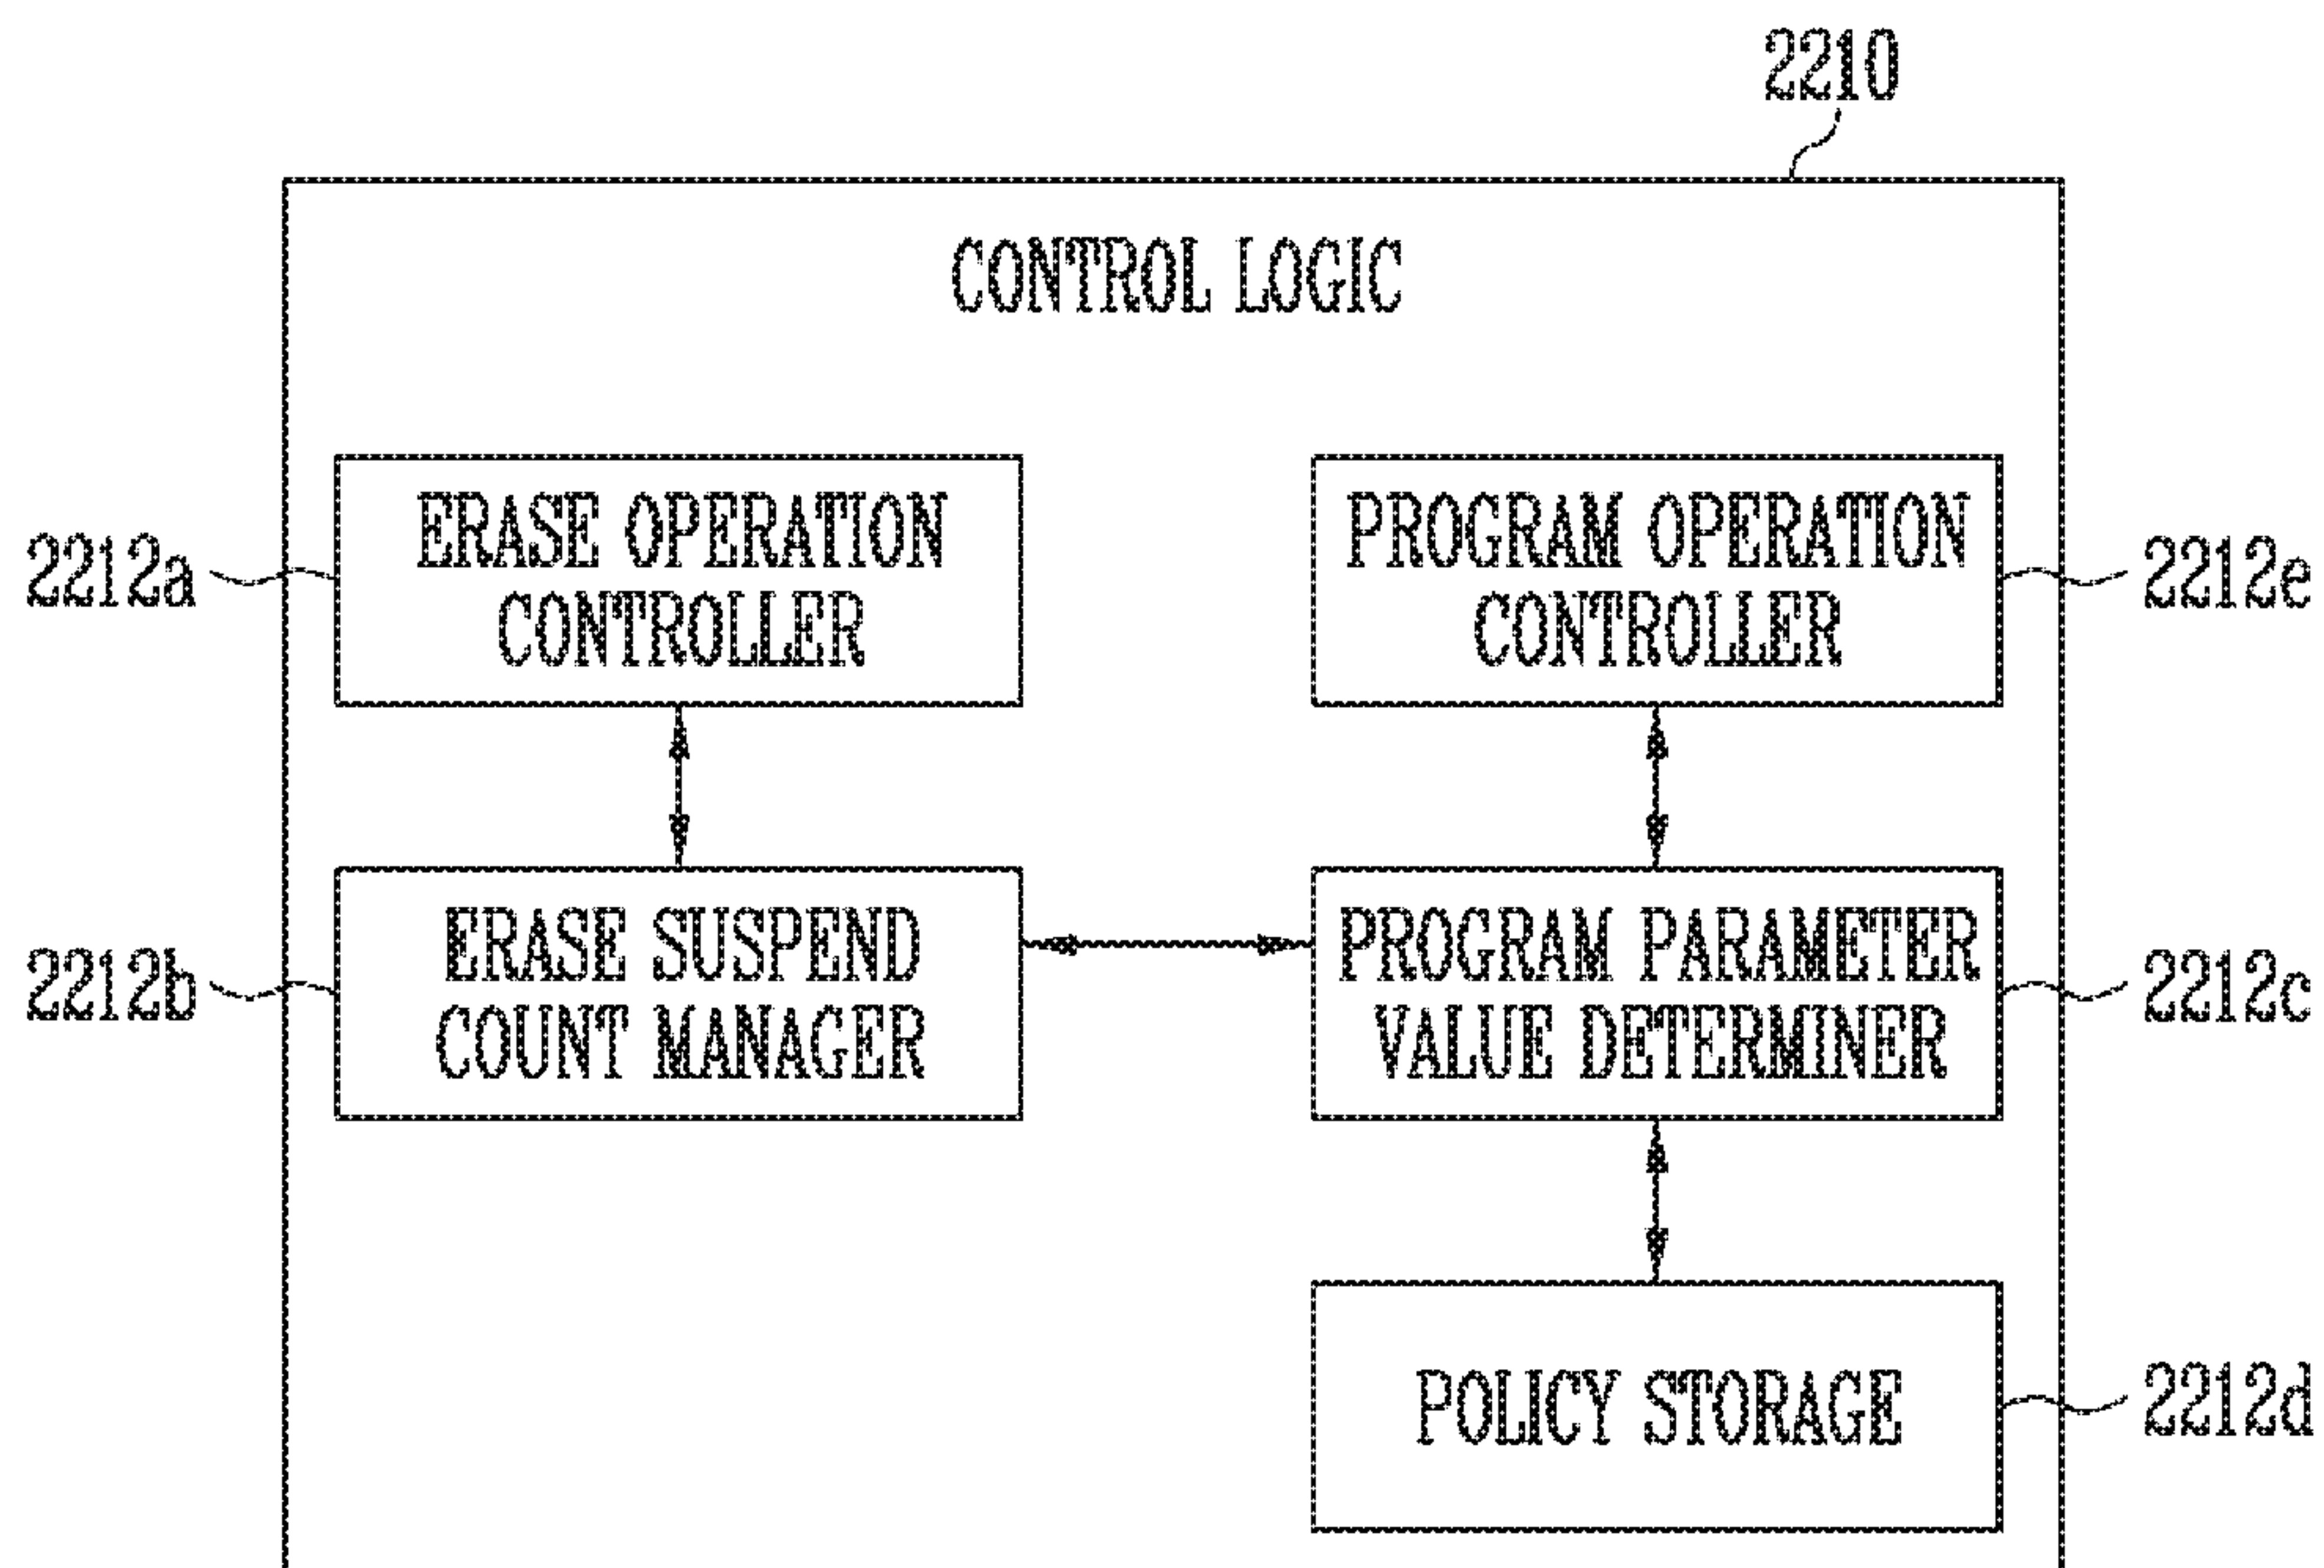 2210
CONTROL LOGIC
2212a
ERASE OPERATION
CONTROLLER
PROGRAM OPERATION
CONTROLLER
2212e
2212b
ERASE SUSPEND
COUNT MANAGER
PROGRAM PARAMETER
VALUE DETERMINER
2212c
POLICY STORAGE
2212d